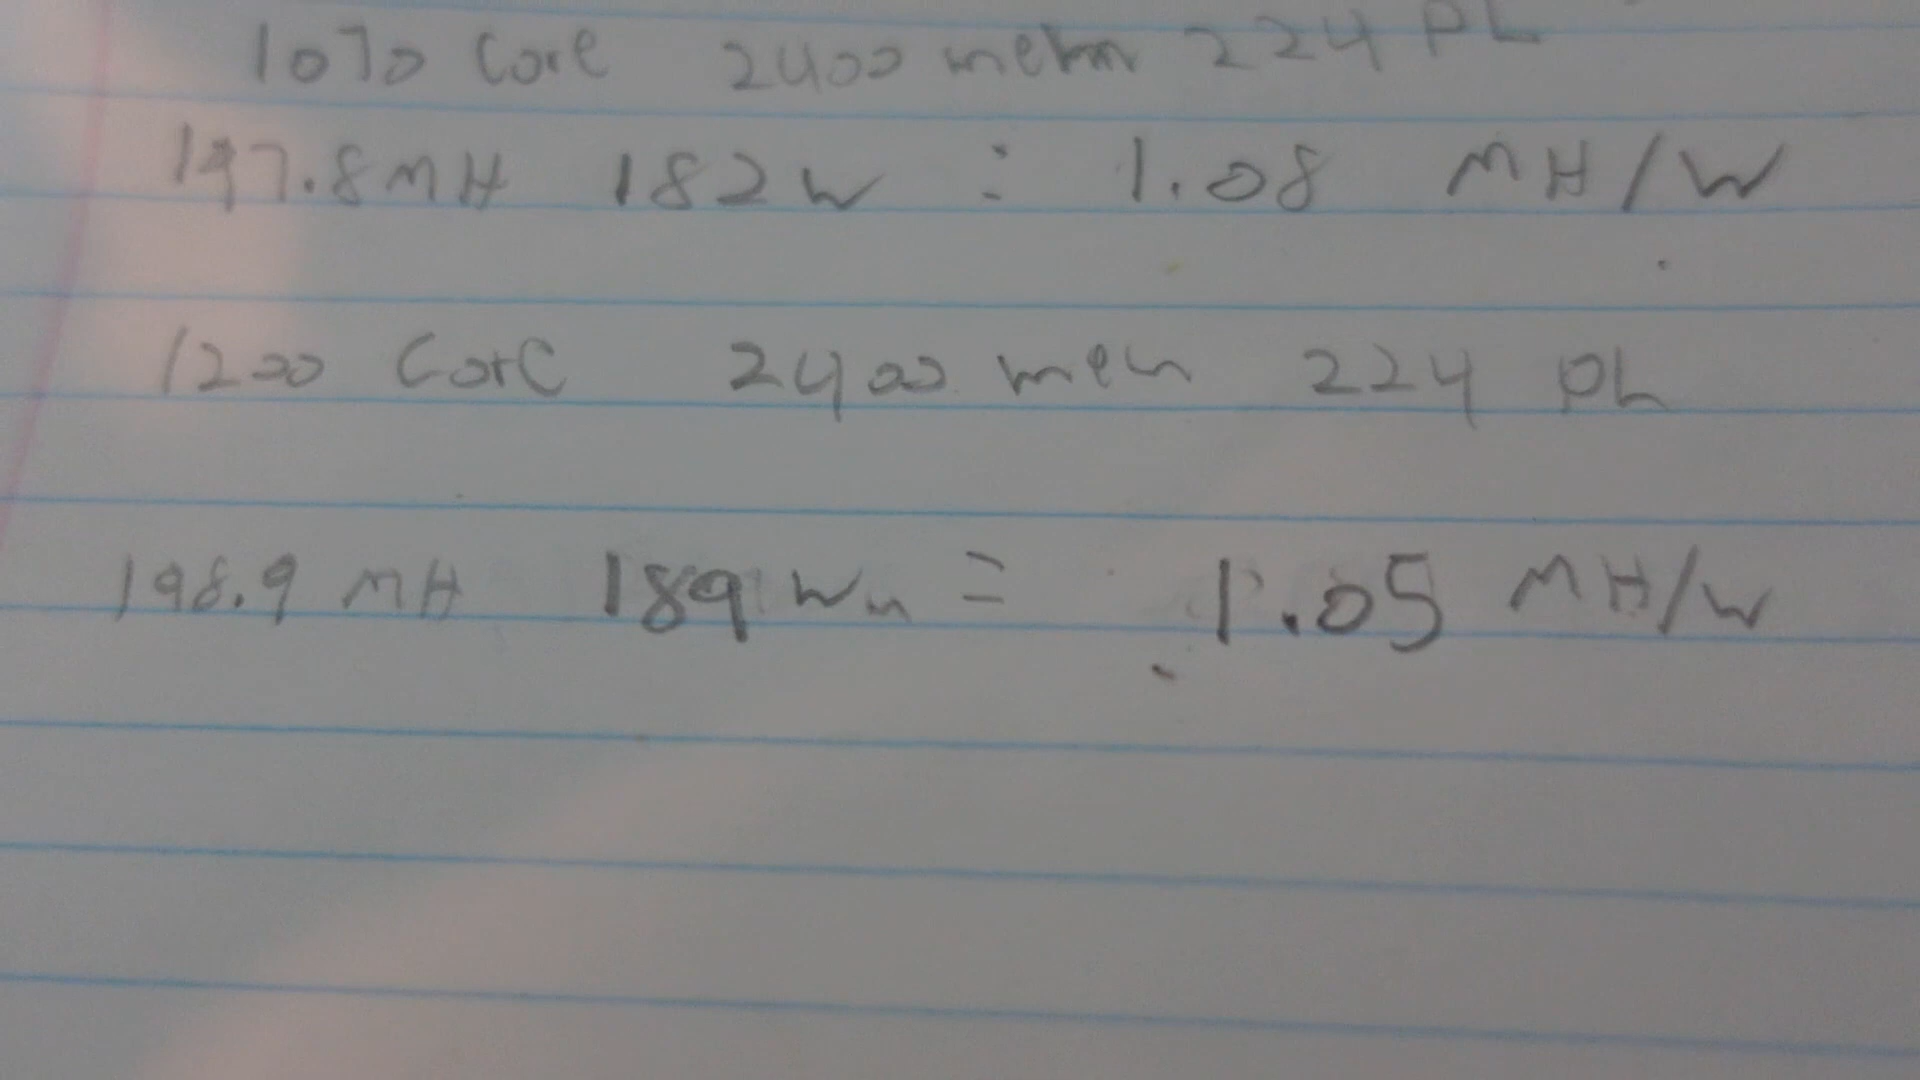 1070 Core 2400 mem 224 PL
197.8 MH 182 W = 1.08 MH/W
1200 Core 2400 mem 224 PL
198.9 MH 189 W = 1.05 MH/W